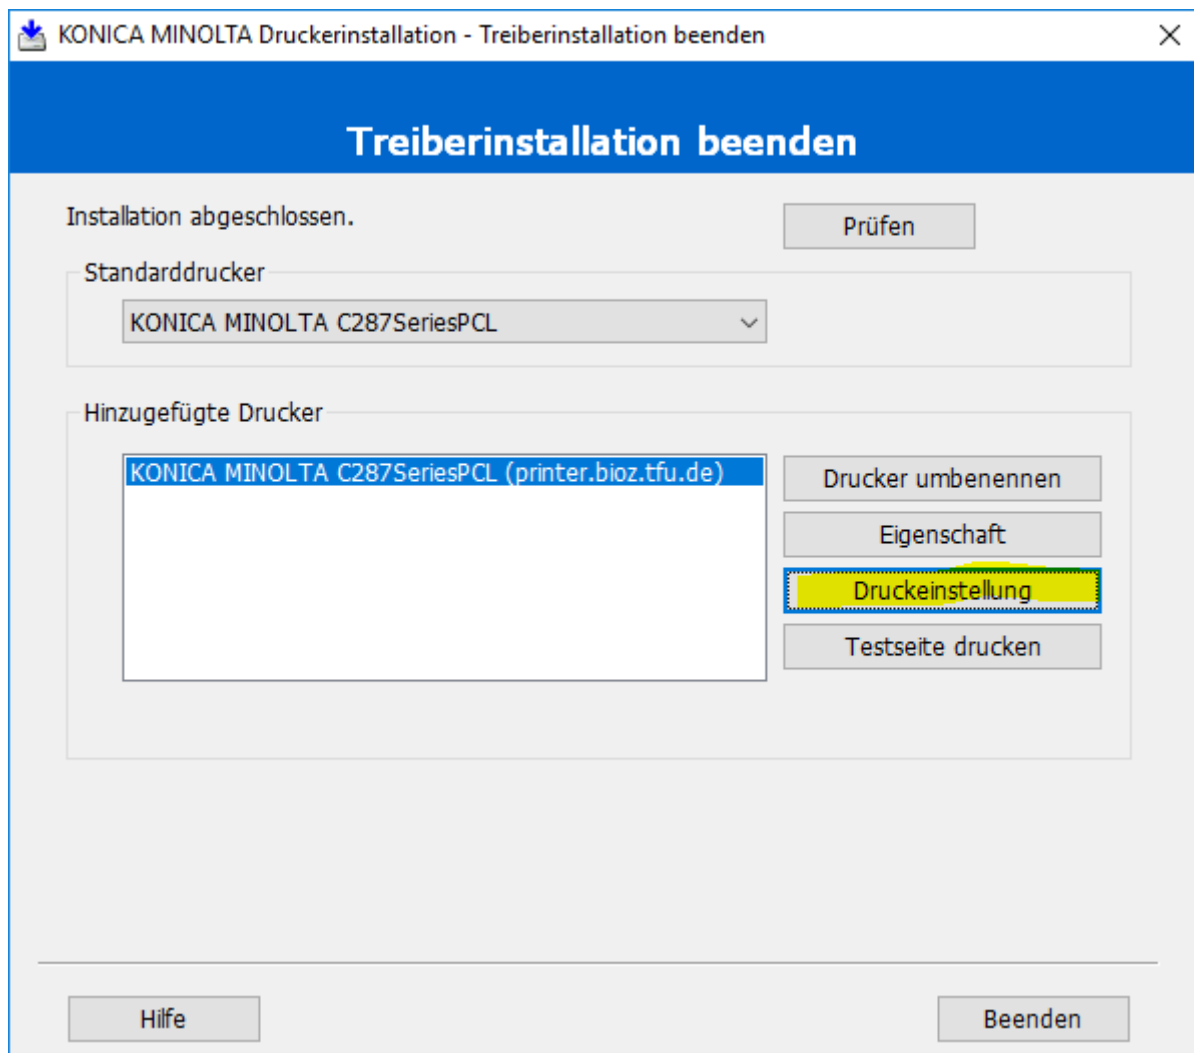 KONICA MINOLTA Druckerinstallation - Treiberinstallation beenden
Treiberinstallation beenden
Installation abgeschlossen.
Prüfen
Standarddrucker
KONICA MINOLTA C287SeriesPCL
Hinzugefügte Drucker
KONICA MINOLTA C287SeriesPCL (printer.bioz.tfu.de)
Drucker umbenennen
Eigenschaft
Druckeinstellung
Testseite drucken
Hilfe
Beenden